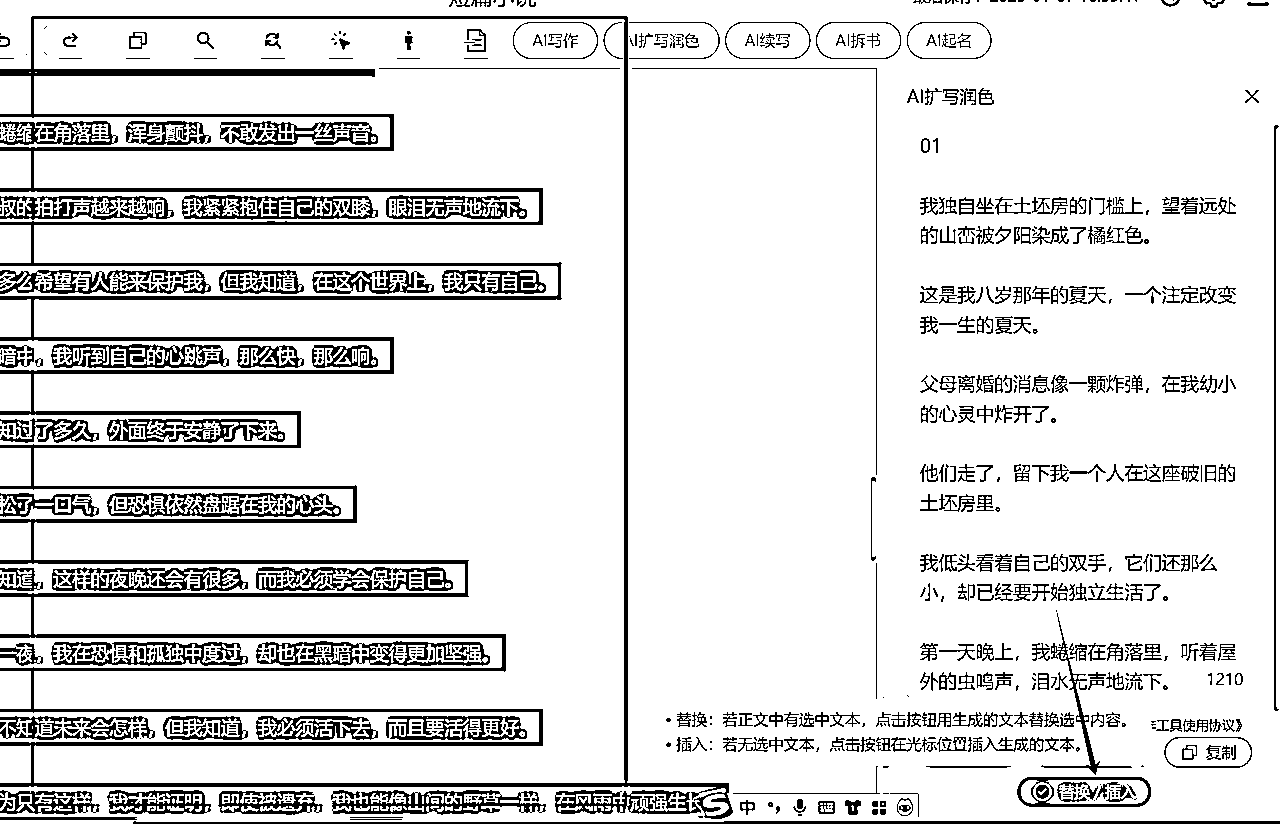 短篇小说
AI写作 AI扩写润色 AI续写 AI拆书 AI起名
蜷缩在角落里，浑身颤抖，不敢发出一丝声音。
叔的拍打声越来越响，我紧紧抱住自己的双膝，眼泪无声地流下。
多么希望有人能来保护我，但我知道，在这个世界上，我只有自己。
暗中，我听到自己的心跳声，那么快，那么响。
知过了多久，外面终于安静了下来。
松了一口气，但恐惧依然盘踞在我的心头。
知道，这样的夜晚还会有很多，而我必须学会保护自己。
一夜，我在恐惧和孤独中度过，却也在黑暗中变得更加坚强。
不知道未来会怎样，但我知道，我必须活下去，而且要活得更好。
为只有这样，我才能证明，即使被遗弃，我也能像山间的野草一样，在风雨中顽强生长
中
AI扩写润色
01
我独自坐在土坯房的门槛上，望着远处
的山峦被夕阳染成了橘红色。
这是我八岁那年的夏天，一个注定改变
我一生的夏天。
父母离婚的消息像一颗炸弹，在我幼小
的心灵中炸开了。
他们走了，留下我一个人在这座破旧的
土坯房里。
我低头看着自己的双手，它们还那么
小，却已经要开始独立生活了。
第一天晚上，我蜷缩在角落里，听着屋
外的虫鸣声，泪水无声地流下。
1210
• 替换：若正文中有选中文本，点击按钮用生成的文本替换选中内容。
• 插入：若无选中文本，点击按钮在光标位置插入生成的文本。
工具使用协议》
复制
替换/插入